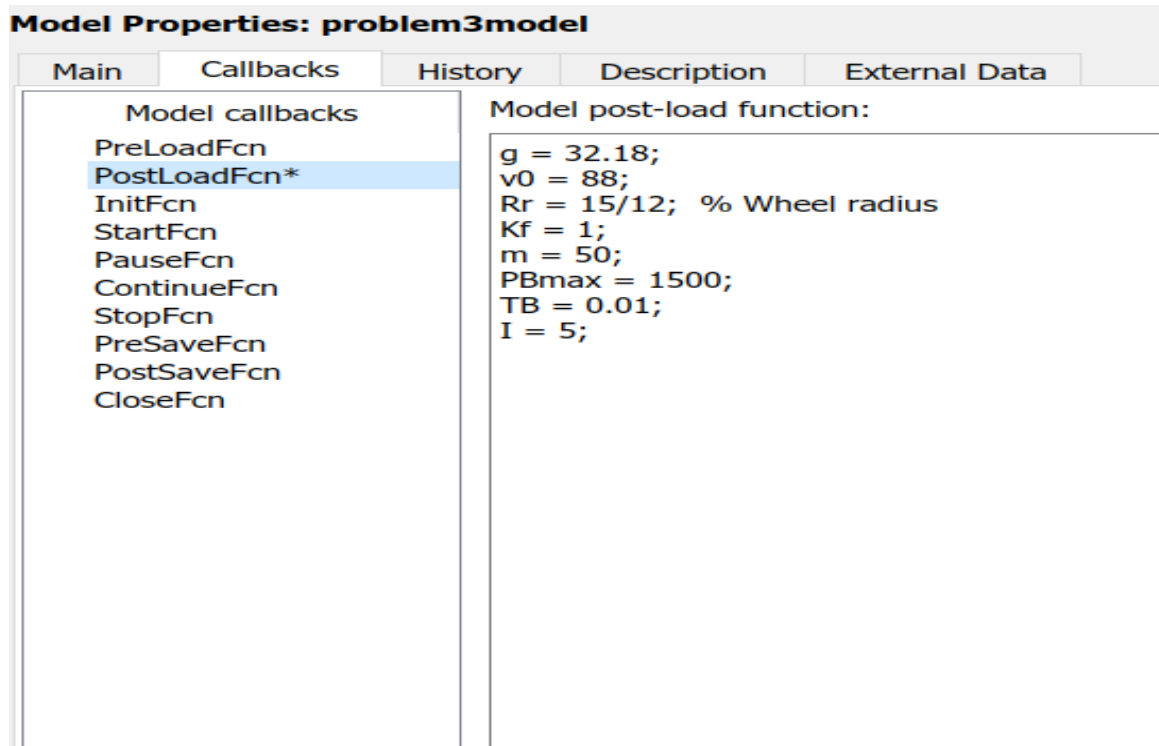 Model Properties: problem3model
Main Callbacks History Description External Data
Model callbacks
PreLoadFcn
PostLoadFcn*
InitFcn
StartFcn
PauseFcn
ContinueFcn
StopFcn
PreSaveFcn
PostSaveFcn
CloseFcn
Model post-load function:
g = 32.18;
v0 = 88;
Rr = 15/12;  % Wheel radius
Kf = 1;
m = 50;
PBmax = 1500;
TB = 0.01;
I = 5;